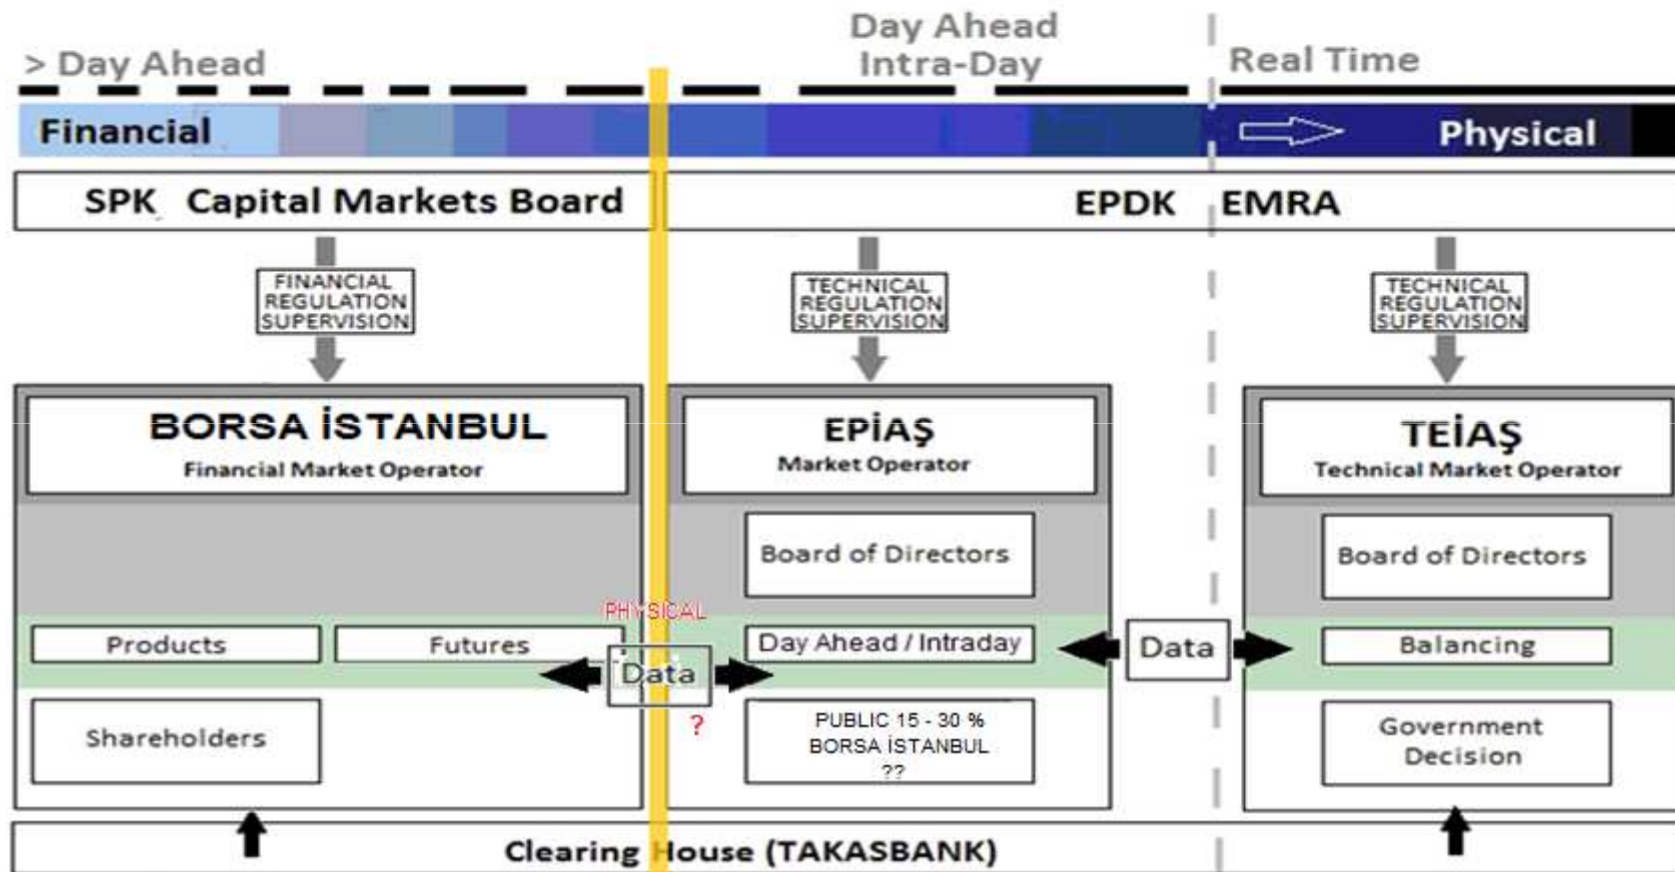 > Day Ahead
Day Ahead
Intra-Day
Real Time
Financial
Physical
SPK Capital Markets Board
EPDK EMRA
FINANCIAL
REGULATION
SUPERVISION
TECHNICAL
REGULATION
SUPERVISION
TECHNICAL
REGULATION
SUPERVISION
BORSA İSTANBUL
Financial Market Operator
EPİAŞ
Market Operator
TEİAŞ
Technical Market Operator
Board of Directors
Board of Directors
PHYSICAL
Products
Futures
Data
?
Day Ahead / Intraday
Data
Balancing
Shareholders
PUBLIC 15 - 30 %
BORSA İSTANBUL
??
Government
Decision
Clearing House (TAKASBANK)